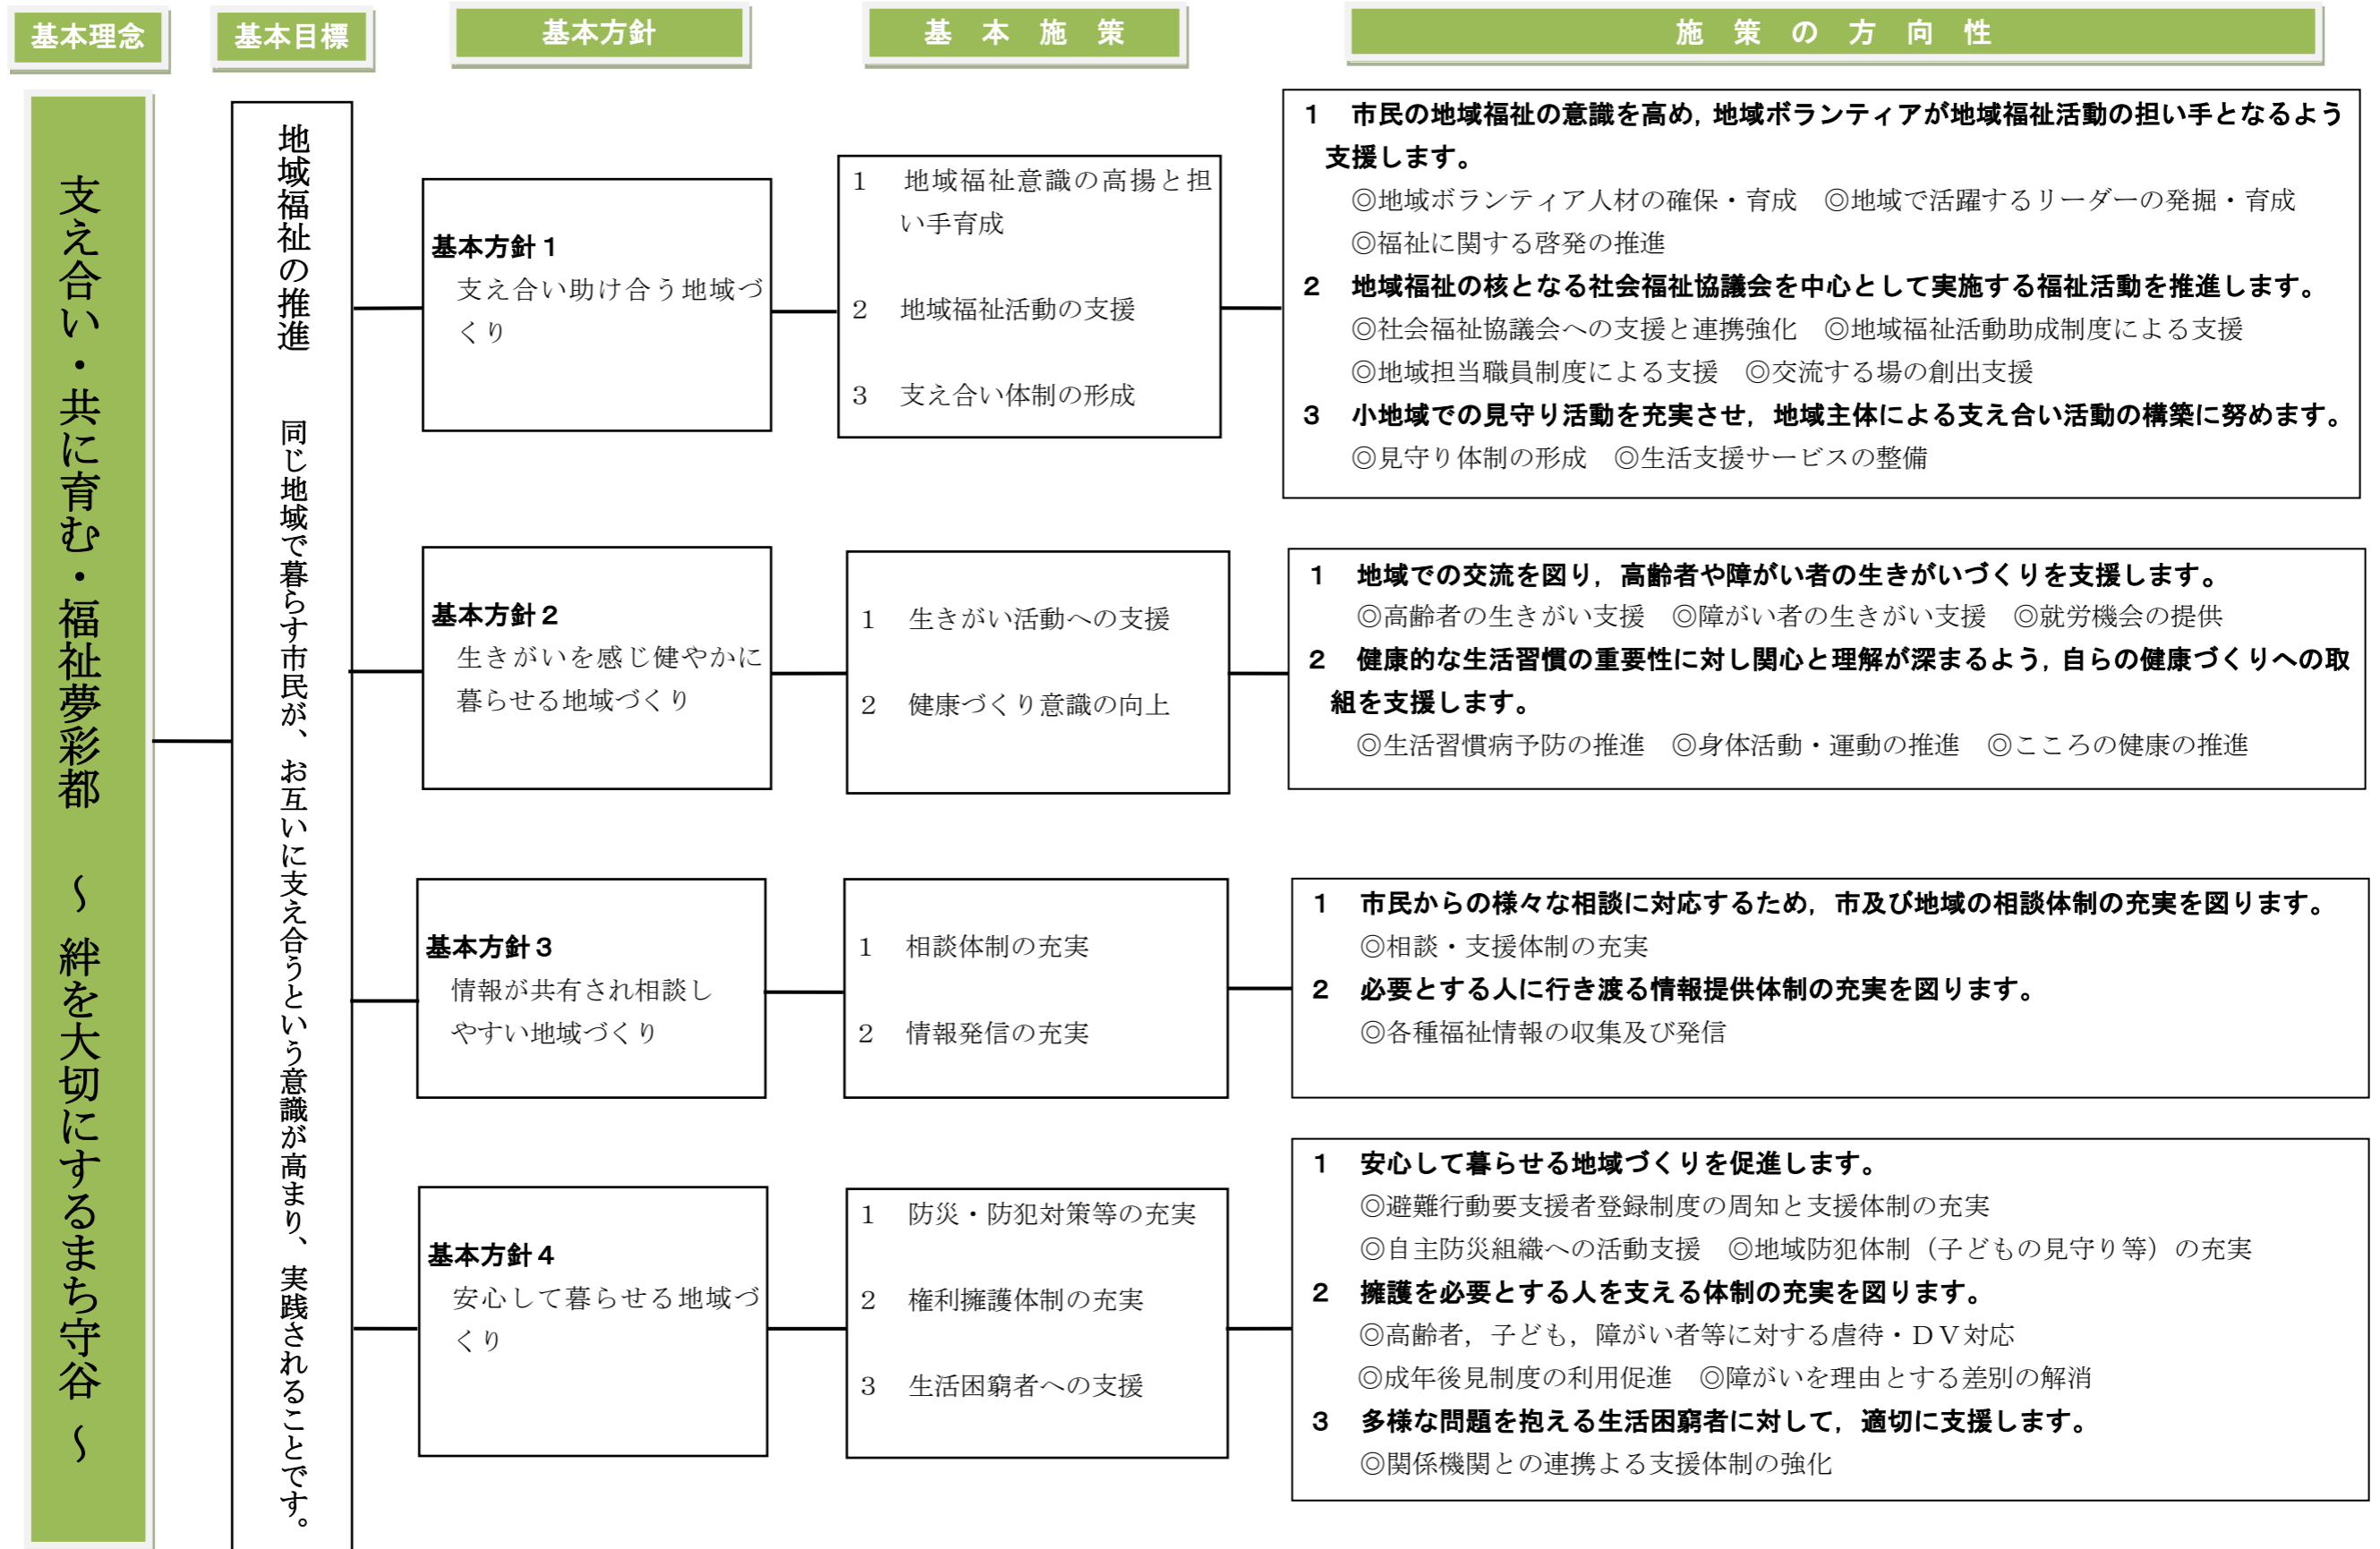 基本理念
基本目標
基本方針
基 本 施 策
施 策 の 方 向 性
支え合い・共に育む・福祉夢彩都 ～ 絆を大切にするまち守谷 ～
地域福祉の推進 同じ地域で暮らす市民が、お互いに支え合うという意識が高まり、実践されることです。
基本方針１
支え合い助け合う地域づ
くり
1 地域福祉意識の高揚と担
い手育成
2 地域福祉活動の支援
3 支え合い体制の形成
１ 市民の地域福祉の意識を高め，地域ボランティアが地域福祉活動の担い手となるよう
支援します。
◎地域ボランティア人材の確保・育成 ◎地域で活躍するリーダーの発掘・育成
◎福祉に関する啓発の推進
２ 地域福祉の核となる社会福祉協議会を中心として実施する福祉活動を推進します。
◎社会福祉協議会への支援と連携強化 ◎地域福祉活動助成制度による支援
◎地域担当職員制度による支援 ◎交流する場の創出支援
３ 小地域での見守り活動を充実させ，地域主体による支え合い活動の構築に努めます。
◎見守り体制の形成 ◎生活支援サービスの整備
基本方針２
生きがいを感じ健やかに
暮らせる地域づくり
1 生きがい活動への支援
2 健康づくり意識の向上
１ 地域での交流を図り，高齢者や障がい者の生きがいづくりを支援します。
◎高齢者の生きがい支援 ◎障がい者の生きがい支援 ◎就労機会の提供
２ 健康的な生活習慣の重要性に対し関心と理解が深まるよう，自らの健康づくりへの取
組を支援します。
◎生活習慣病予防の推進 ◎身体活動・運動の推進 ◎こころの健康の推進
基本方針３
情報が共有され相談し
やすい地域づくり
1 相談体制の充実
2 情報発信の充実
１ 市民からの様々な相談に対応するため，市及び地域の相談体制の充実を図ります。
◎相談・支援体制の充実
２ 必要とする人に行き渡る情報提供体制の充実を図ります。
◎各種福祉情報の収集及び発信
基本方針４
安心して暮らせる地域づ
くり
1 防災・防犯対策等の充実
2 権利擁護体制の充実
3 生活困窮者への支援
１ 安心して暮らせる地域づくりを促進します。
◎避難行動要支援者登録制度の周知と支援体制の充実
◎自主防災組織への活動支援 ◎地域防犯体制（子どもの見守り等）の充実
２ 擁護を必要とする人を支える体制の充実を図ります。
◎高齢者，子ども，障がい者等に対する虐待・ＤＶ対応
◎成年後見制度の利用促進 ◎障がいを理由とする差別の解消
３ 多様な問題を抱える生活困窮者に対して，適切に支援します。
◎関係機関との連携よる支援体制の強化